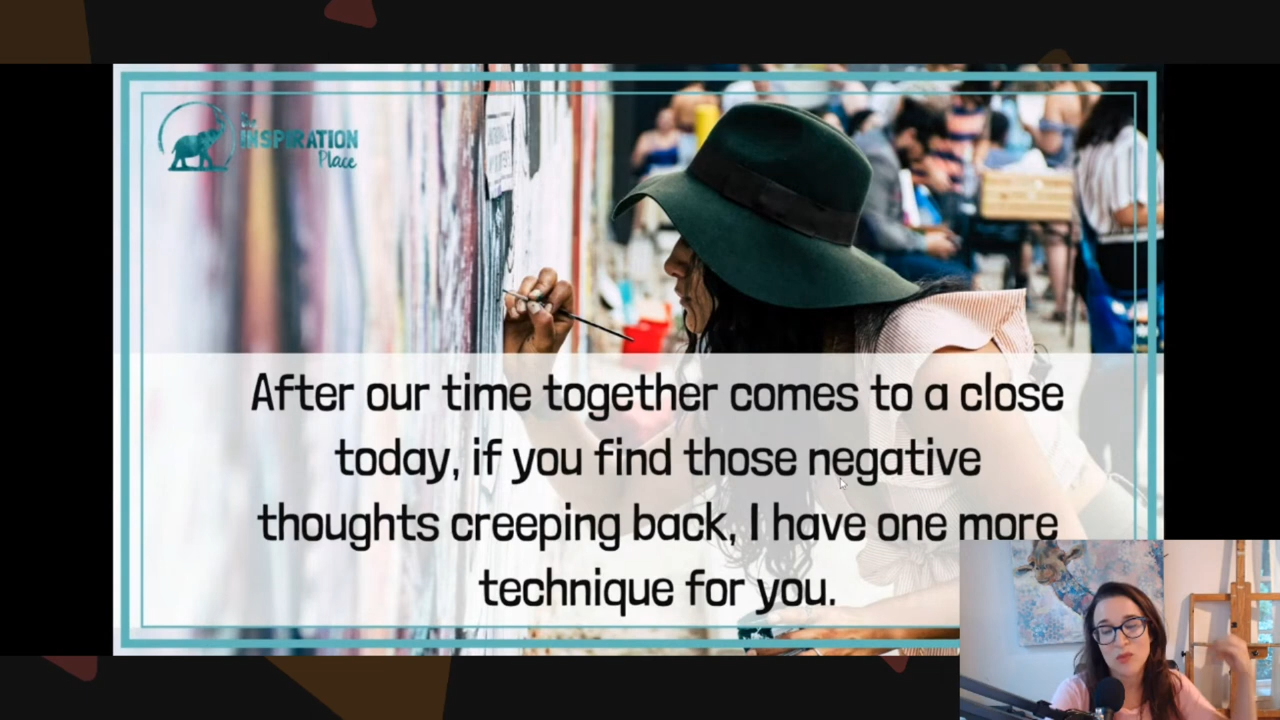 The
INSPIRATION
Place
After our time together comes to a close
today, if you find those negative
thoughts creeping back, I have one more
technique for you.